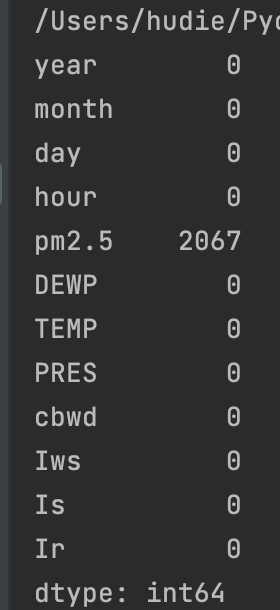 /Users/hudie/Pyc
year 0
month 0
day 0
hour 0
pm2.5 2067
DEWP 0
TEMP 0
PRES 0
cbwd 0
Iws 0
Is 0
Ir 0
dtype: int64